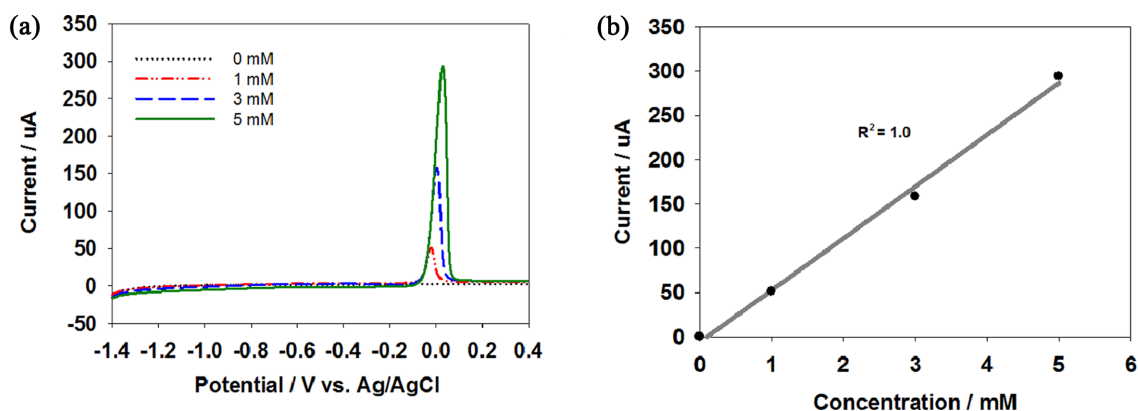 (a)
350
300
250
200
150
100
50
0
-50
Current / uA
0 mM
1 mM
3 mM
5 mM
-1.4 -1.2 -1.0 -0.8 -0.6 -0.4 -0.2 0.0 0.2 0.4
Potential / V vs. Ag/AgCl
(b)
350
300
250
200
150
100
50
0
Current / uA
R² = 1.0
0 1 2 3 4 5 6
Concentration / mM